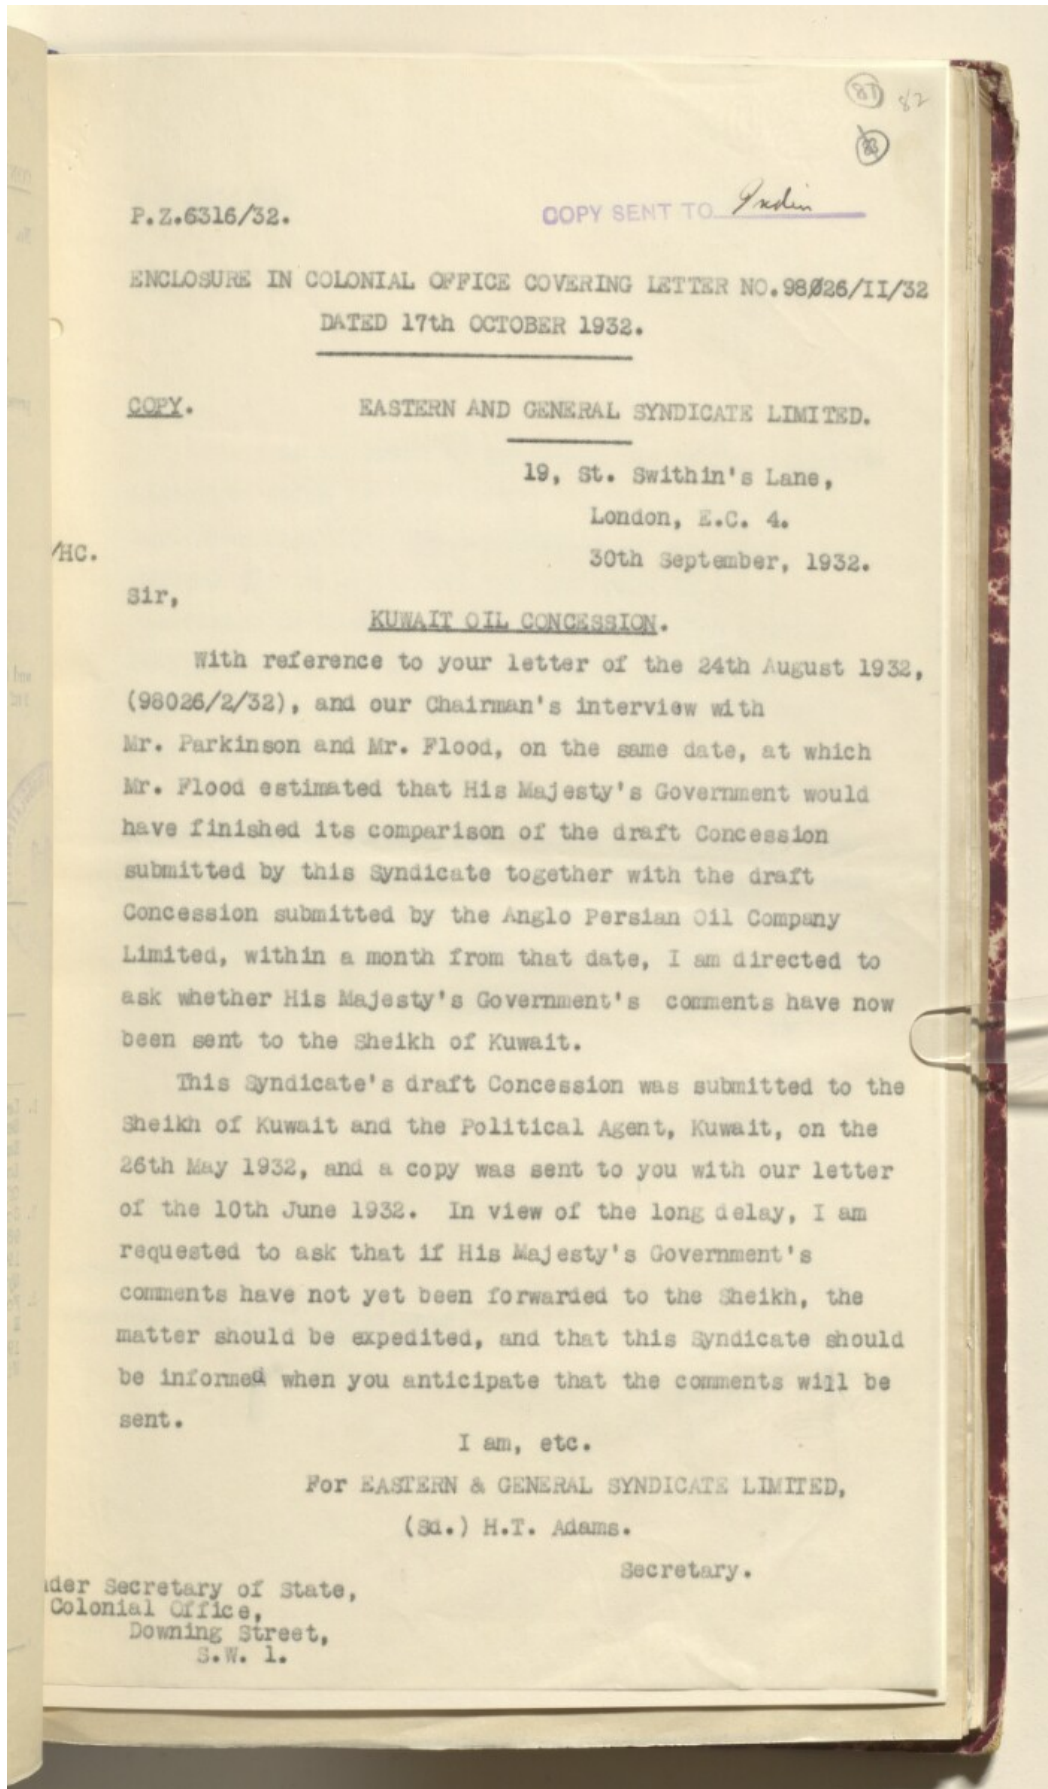 87 82
P.Z.6316/32.
COPY SENT TO India
ENCLOSURE IN COLONIAL OFFICE COVERING LETTER NO.98026/II/32
DATED 17th OCTOBER 1932.
COPY. EASTERN AND GENERAL SYNDICATE LIMITED.
19, St. Swithin's Lane,
London, E.C. 4.
/HC.
30th September, 1932.
Sir,
KUWAIT OIL CONCESSION.
With reference to your letter of the 24th August 1932,
(98026/2/32), and our Chairman's interview with
Mr. Parkinson and Mr. Flood, on the same date, at which
Mr. Flood estimated that His Majesty's Government would
have finished its comparison of the draft Concession
submitted by this Syndicate together with the draft
Concession submitted by the Anglo Persian Oil Company
Limited, within a month from that date, I am directed to
ask whether His Majesty's Government's comments have now
been sent to the Sheikh of Kuwait.
This Syndicate's draft Concession was submitted to the
Sheikh of Kuwait and the Political Agent, Kuwait, on the
26th May 1932, and a copy was sent to you with our letter
of the 10th June 1932. In view of the long delay, I am
requested to ask that if His Majesty's Government's
comments have not yet been forwarded to the Sheikh, the
matter should be expedited, and that this Syndicate should
be informed when you anticipate that the comments will be
sent.
I am, etc.
For EASTERN & GENERAL SYNDICATE LIMITED,
(Sd.) H.T. Adams.
Secretary.
der Secretary of State,
Colonial Office,
Downing Street,
S.W. 1.